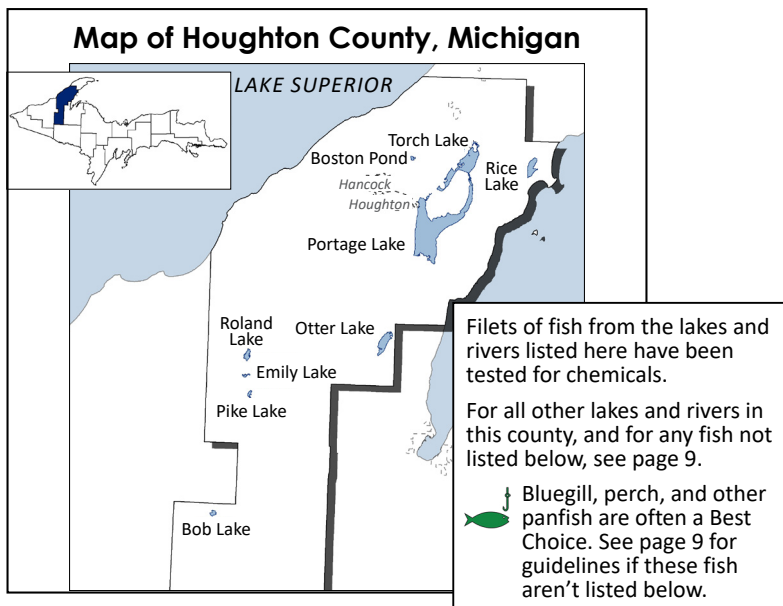 Map of Houghton County, Michigan
LAKE SUPERIOR
Torch Lake
Boston Pond
Rice
Lake
Hancock
Houghton
Portage Lake
Roland
Lake
Otter Lake
Emily Lake
Pike Lake
Bob Lake
Filets of fish from the lakes and
rivers listed here have been
tested for chemicals.
For all other lakes and rivers in
this county, and for any fish not
listed below, see page 9.
Bluegill, perch, and other
panfish are often a Best
Choice. See page 9 for
guidelines if these fish
aren’t listed below.